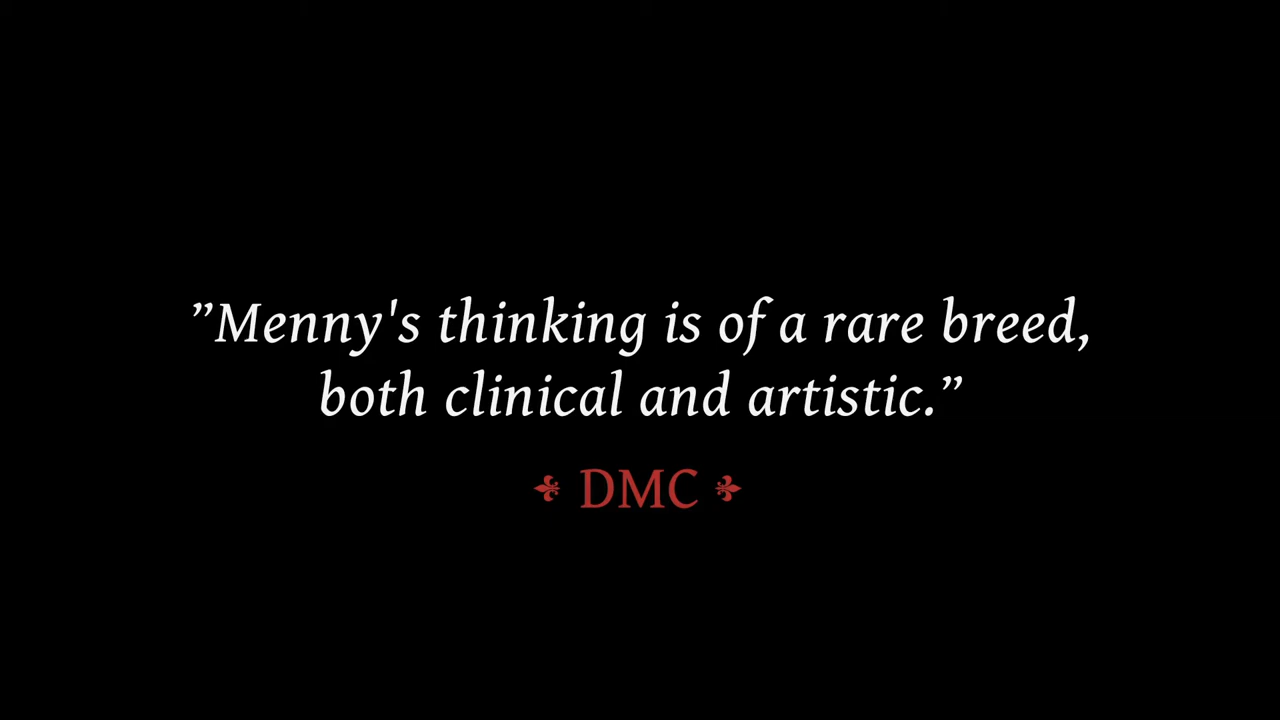 ”Menny's thinking is of a rare breed,
both clinical and artistic.”
DMC